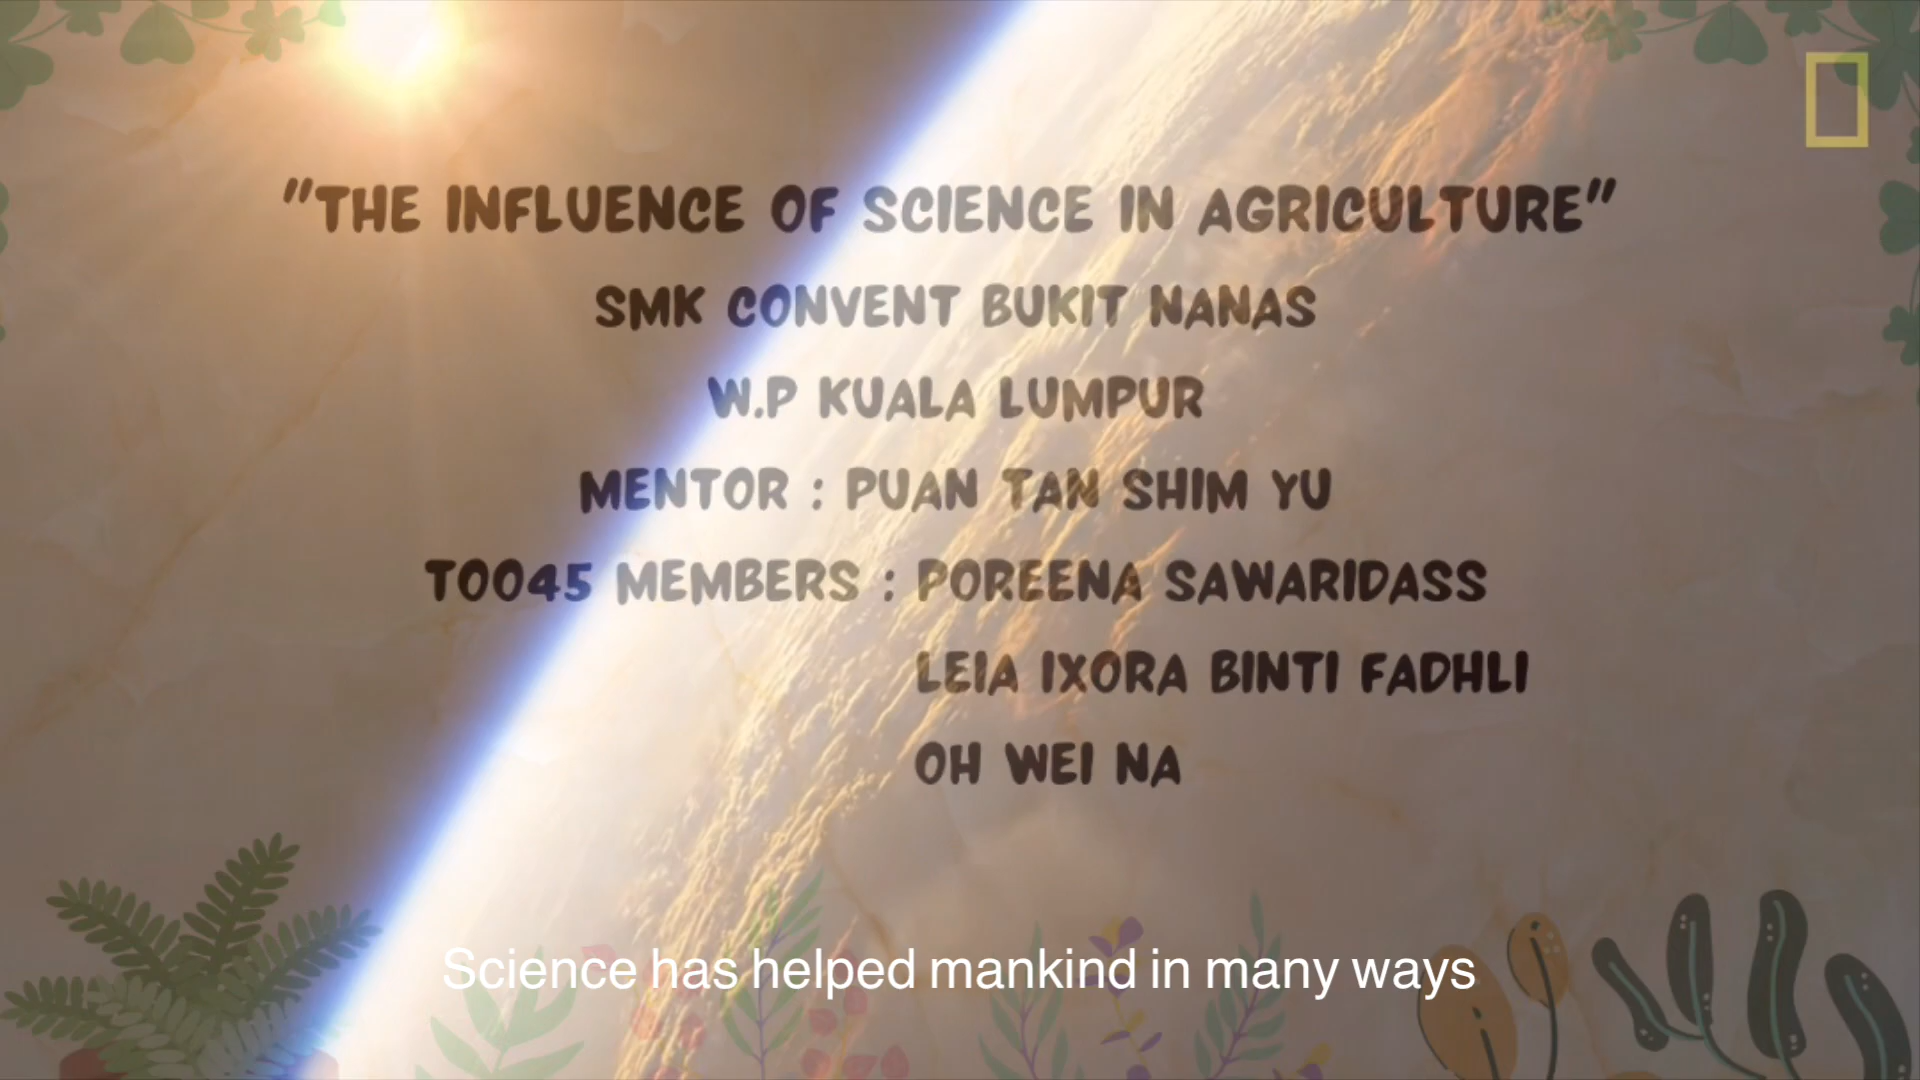 "THE INFLUENCE OF SCIENCE IN AGRICULTURE"
SMK CONVENT BUKIT NANAS
W.P KUALA LUMPUR
MENTOR : PUAN TAN SHIM YU
T0045 MEMBERS : POREENA SAWARIDASS
LEIA IXORA BINTI FADHLI
OH WEI NA
Science has helped mankind in many ways